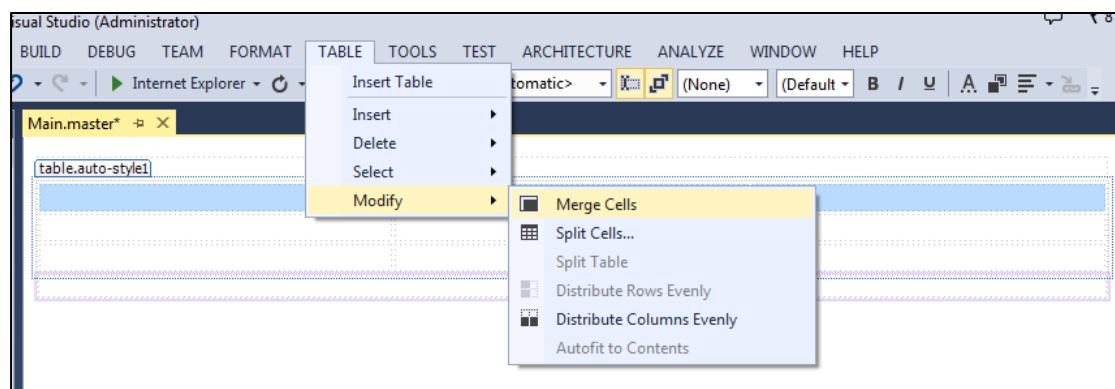 isual Studio (Administrator)
8
BUILD DEBUG TEAM FORMAT TABLE TOOLS TEST ARCHITECTURE ANALYZE WINDOW HELP
Internet Explorer tomatic> (None) (Default B I U A
Main.master*
table.auto-style1
Insert Table
Insert
Delete
Select
Modify
Merge Cells
Split Cells...
Split Table
Distribute Rows Evenly
Distribute Columns Evenly
Autofit to Contents